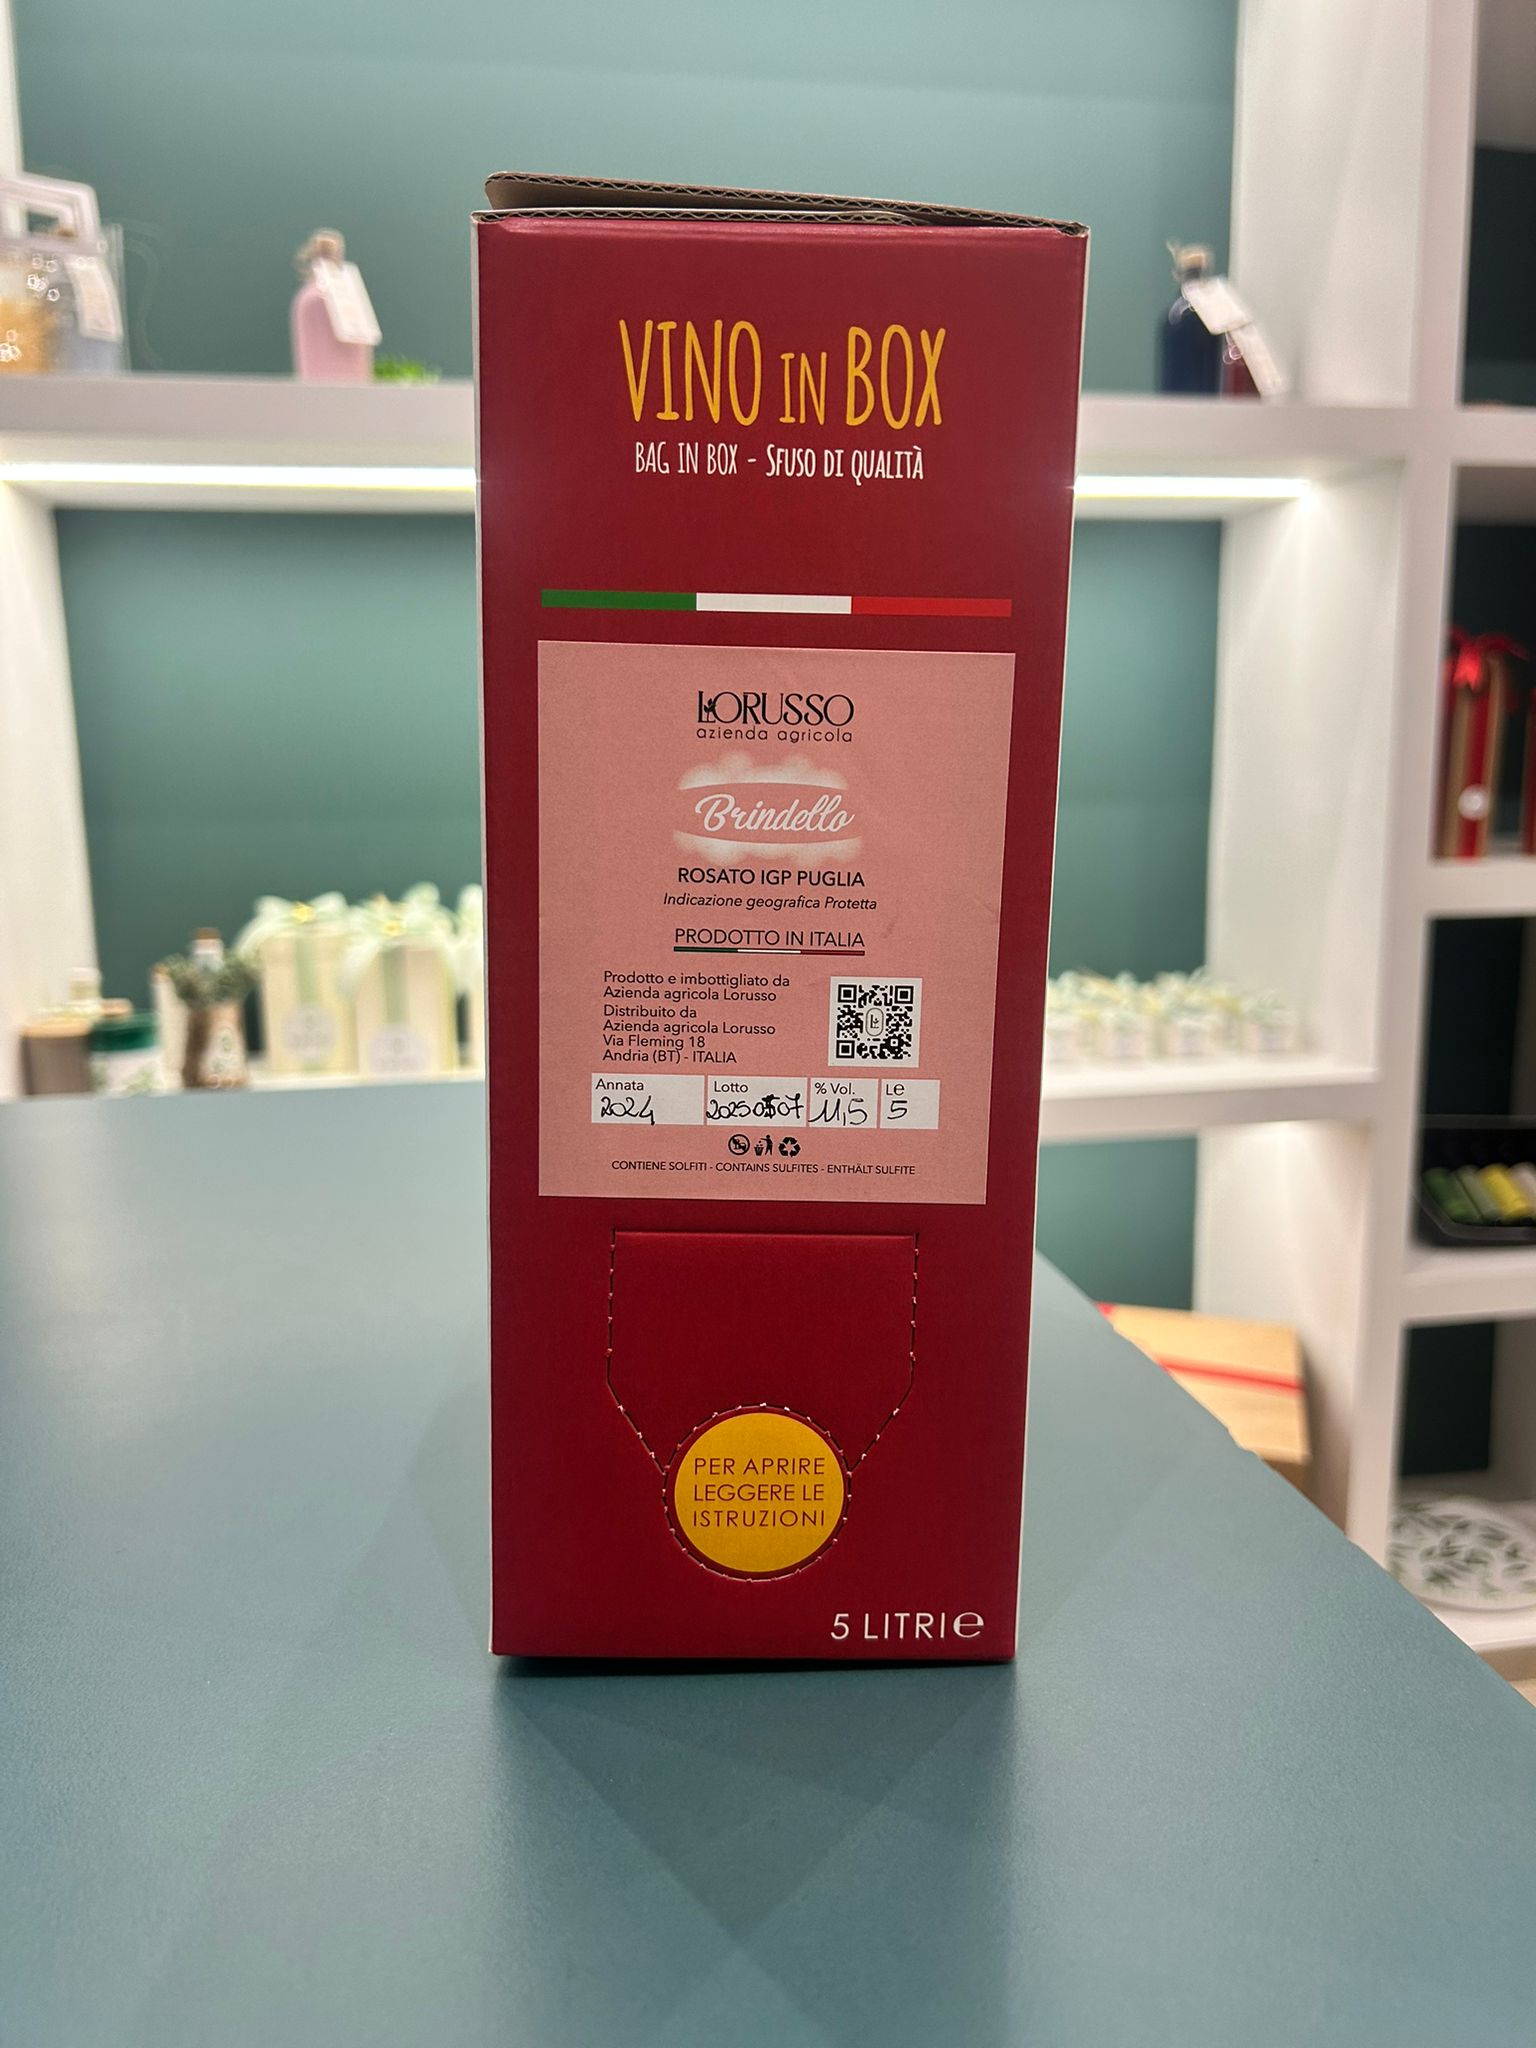 VINO IN BOX
BAG IN BOX - SFUSO DI QUALITÀ
LORUSSO
azienda agricola
Brindello
ROSATO IGP PUGLIA
Indicazione geografica Protetta
PRODOTTO IN ITALIA
Prodotto e imbottigliato da
Azienda agricola Lorusso
Distribuito da
Azienda agricola Lorusso
Via Fleming 18
Andria (BT) - ITALIA
Annata Lotto % Vol. Le
2024 20250507 11,5 5
CONTIENE SOLFITI - CONTAINS SULFITES - ENTHÄLT SULFITE
PER APRIRE
LEGGERE LE
ISTRUZIONI
5 LITRI e